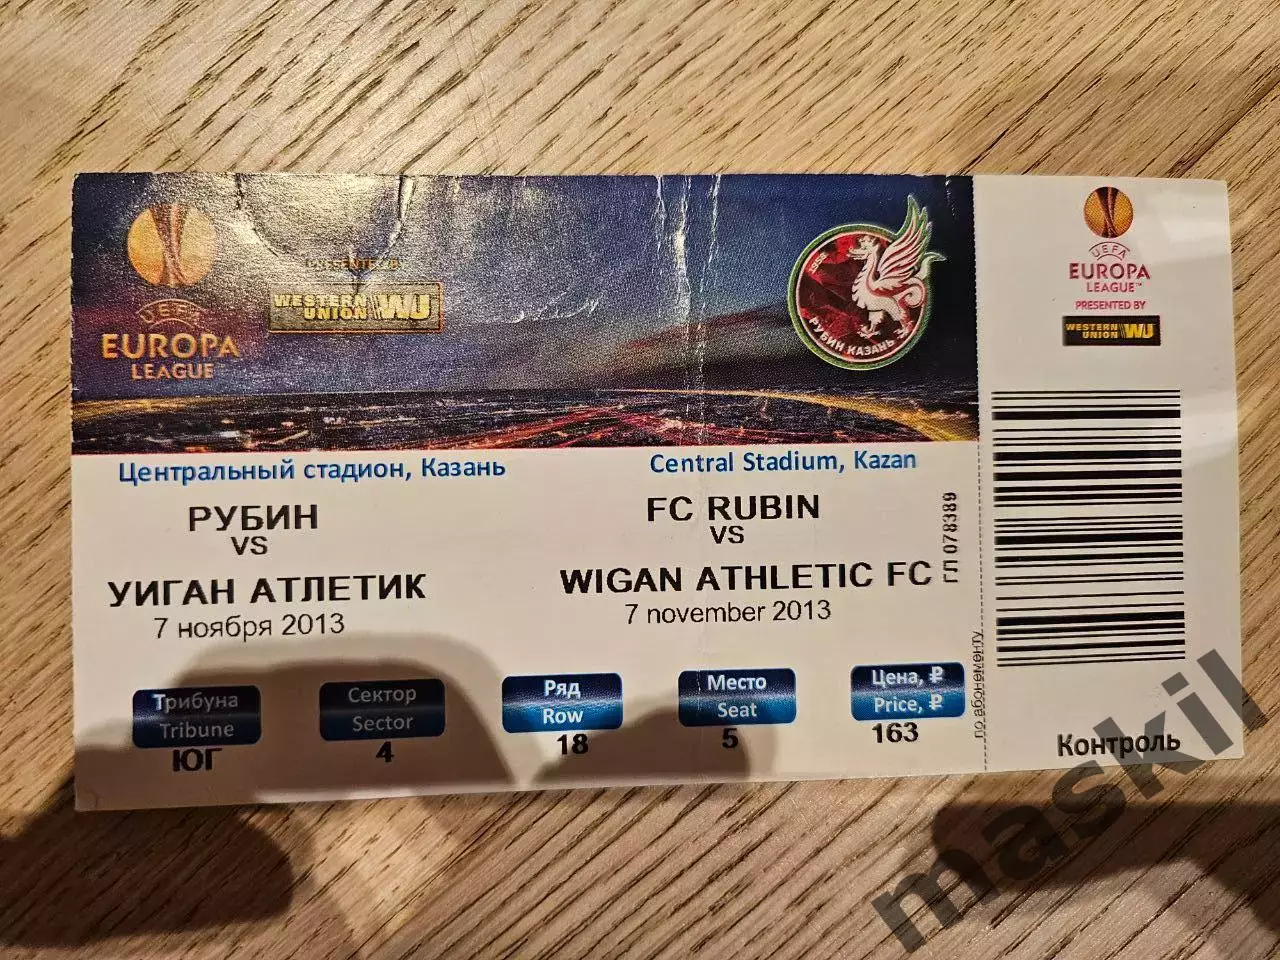 UEFA
EUROPA
LEAGUE
PRESENTED BY
WESTERN
UNION WU
1958
РУБИН КАЗАНЬ
Центральный стадион, Казань
РУБИН
VS
УИГАН АТЛЕТИК
7 ноября 2013
Central Stadium, Kazan
FC RUBIN
VS
WIGAN ATHLETIC FC
7 november 2013
ГЛ 078389
Трибуна
Tribune
ЮГ
Сектор
Sector
4
Ряд
Row
18
Место
Seat
5
Цена, ₽
Price, ₽
163
по абонементу
UEFA
EUROPA
LEAGUE™
PRESENTED BY
WESTERN
UNION WU
Контроль
maskil